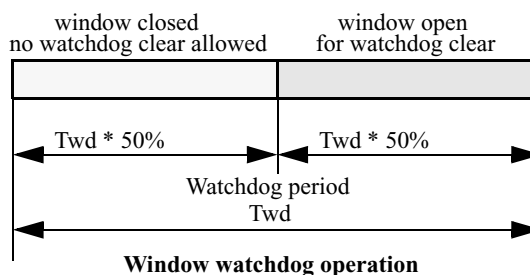 window closed
no watchdog clear allowed
window open
for watchdog clear
Twd * 50%
Twd * 50%
Watchdog period
Twd
Window watchdog operation